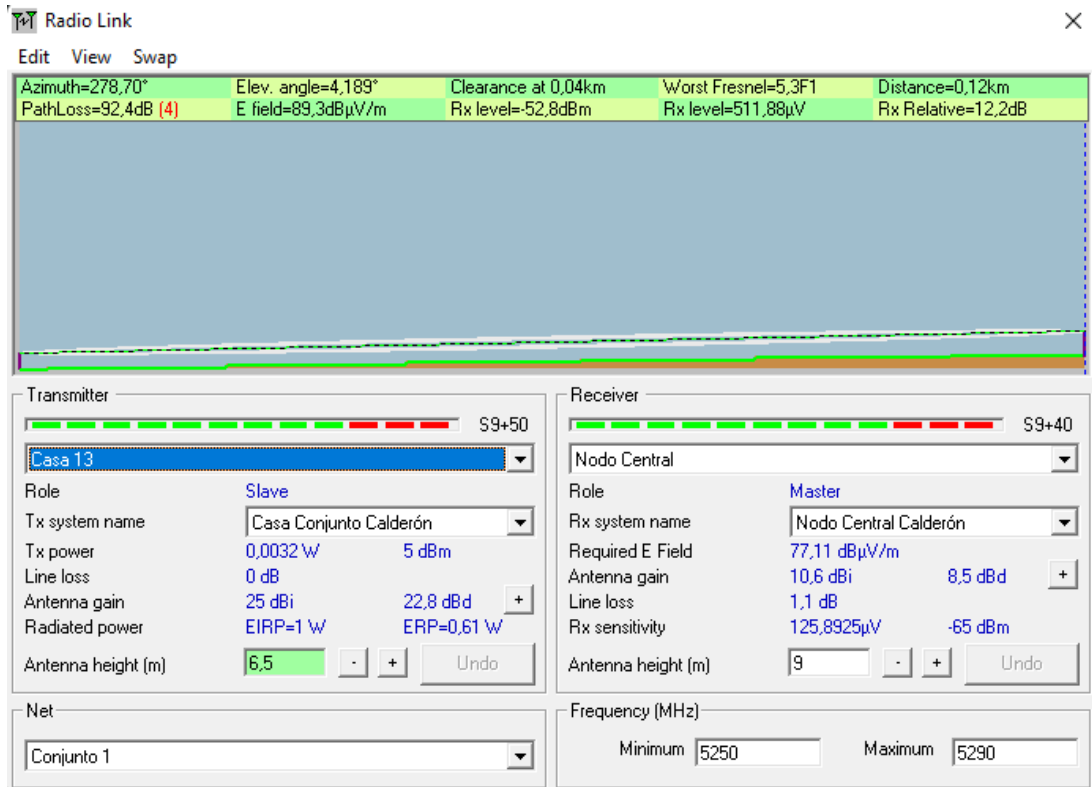 Radio Link
Edit View Swap
Azimuth=278,70° Elev. angle=4,189° Clearance at 0,04km Worst Fresnel=5,3F1 Distance=0,12km
PathLoss=92,4dB (4) E field=89,3dBµV/m Rx level=-52,8dBm Rx level=511,88µV Rx Relative=12,2dB
Transmitter
S9+50
Casa 13
Role Slave
Tx system name Casa Conjunto Calderón
Tx power 0,0032 W 5 dBm
Line loss 0 dB
Antenna gain 25 dBi 22,8 dBd +
Radiated power EIRP=1 W ERP=0,61 W
Antenna height (m) 6,5 - + Undo
Receiver
S9+40
Nodo Central
Role Master
Rx system name Nodo Central Calderón
Required E Field 77,11 dBµV/m
Antenna gain 10,6 dBi 8,5 dBd +
Line loss 1,1 dB
Rx sensitivity 125,8925µV -65 dBm
Antenna height (m) 9 - + Undo
Net
Conjunto 1
Frequency (MHz)
Minimum 5250 Maximum 5290